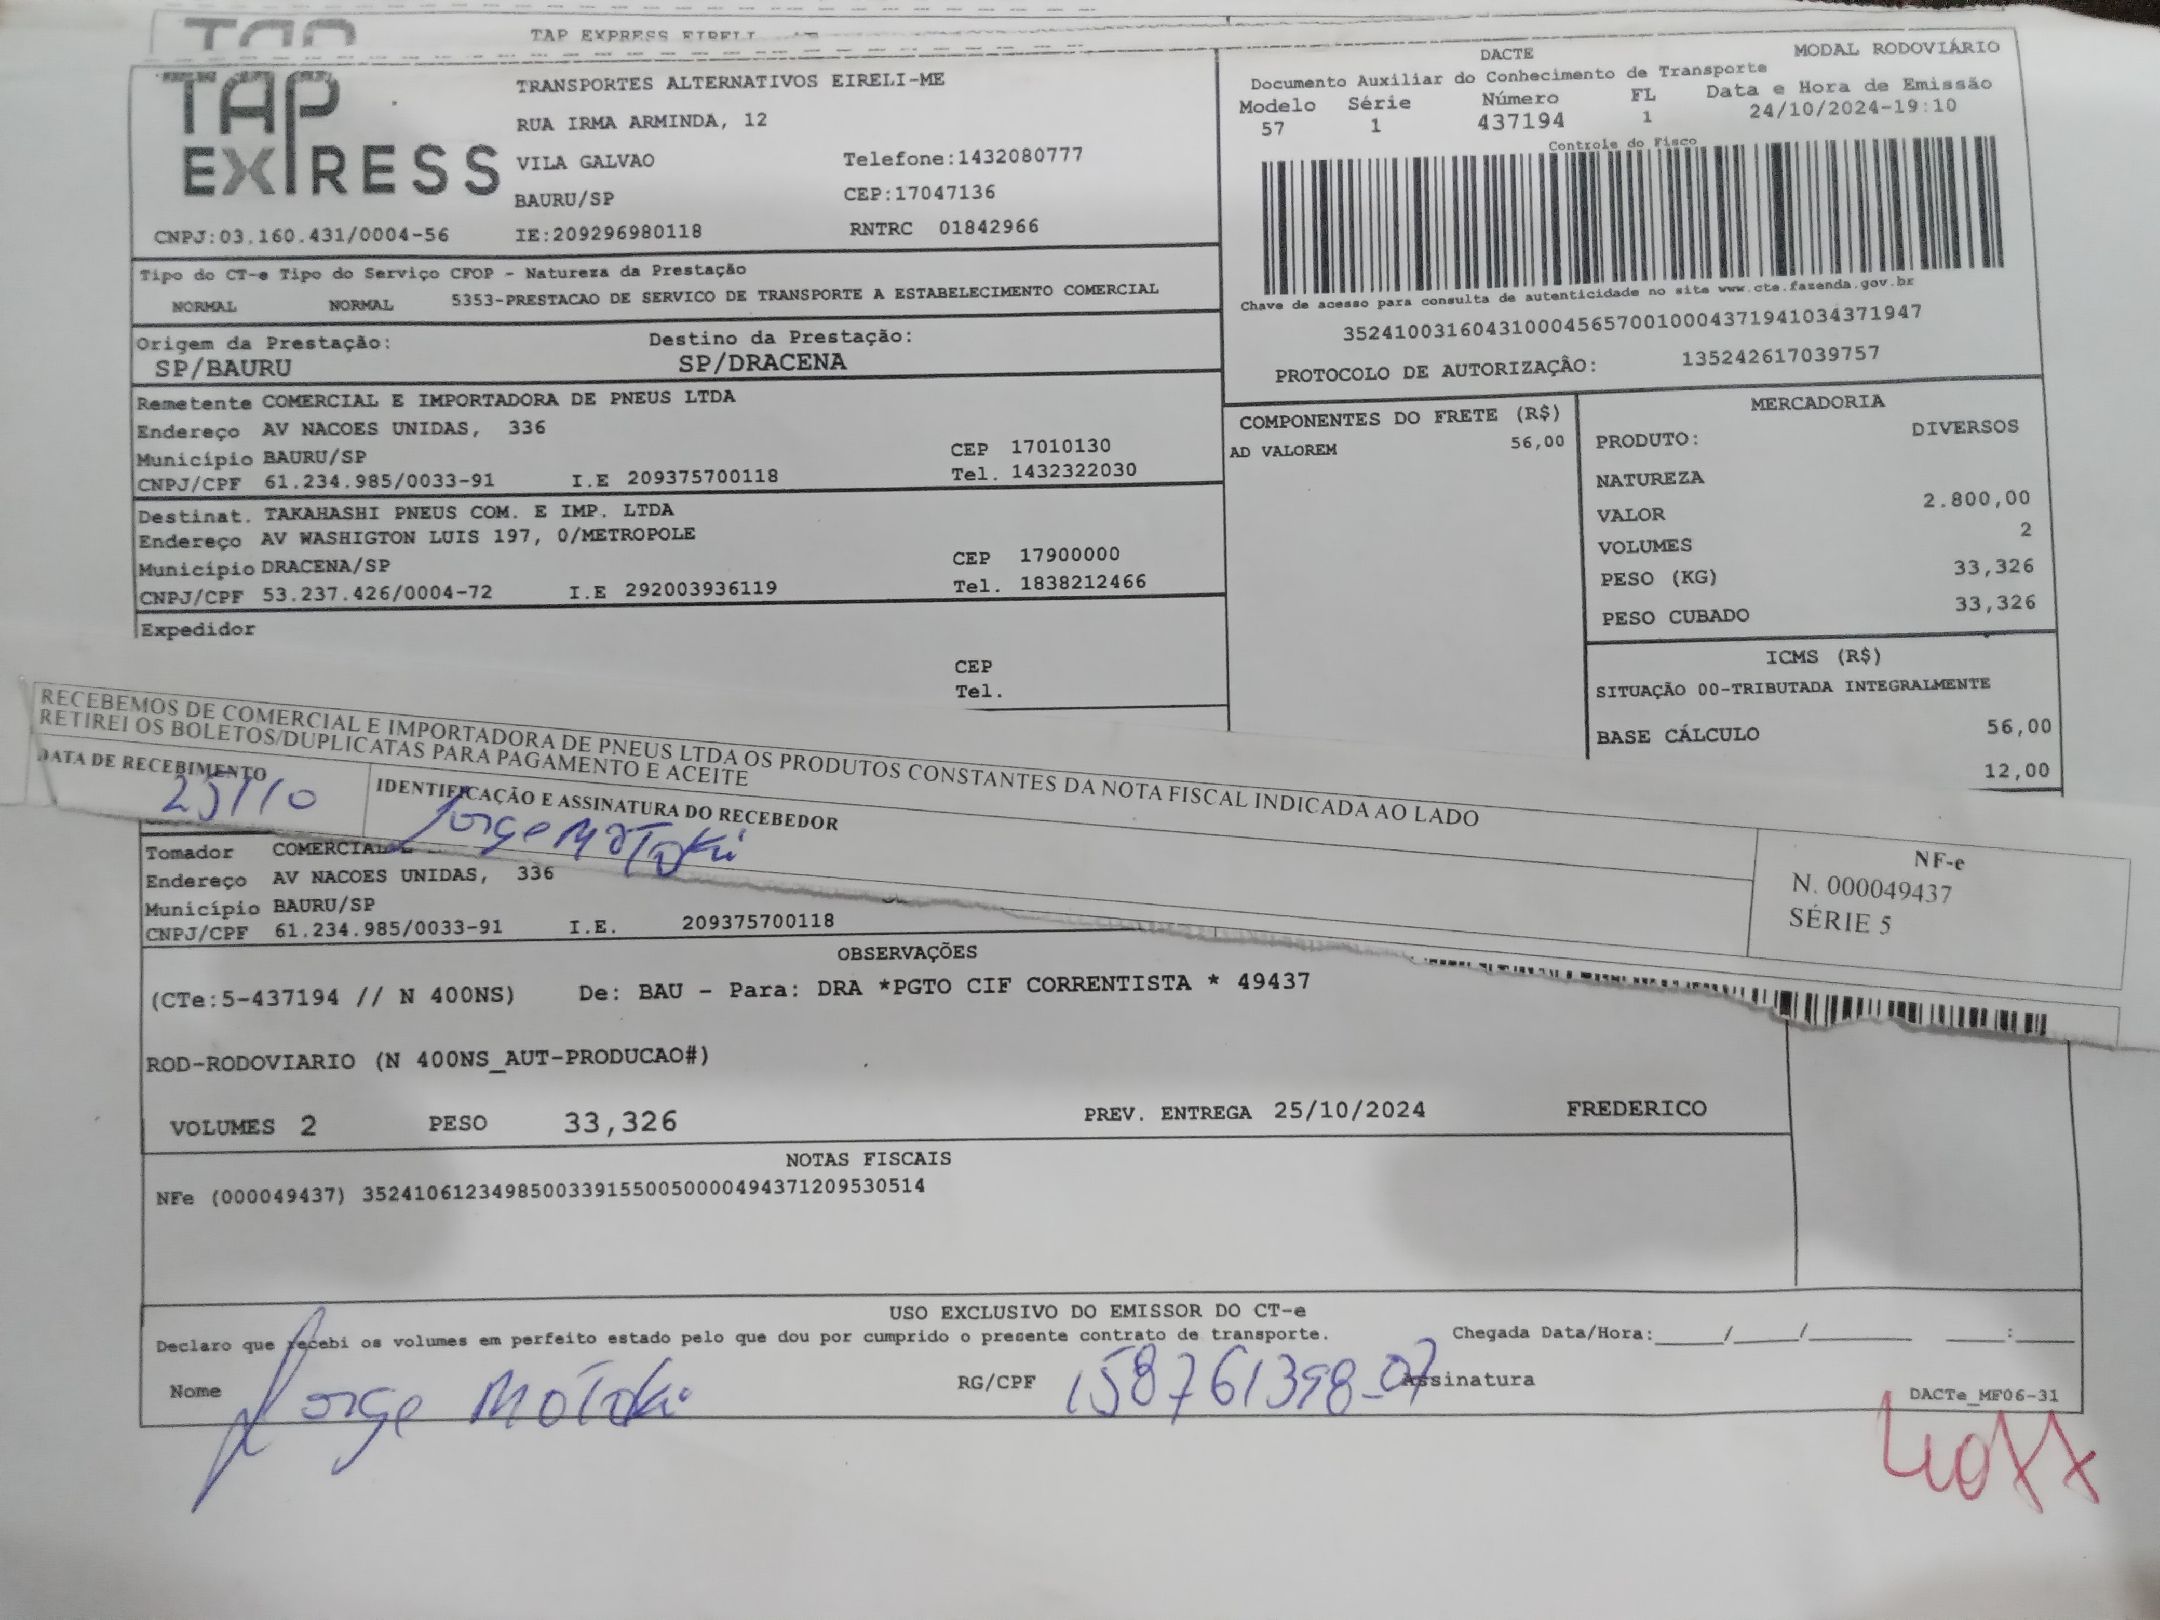 TAP EXPRESS EIRELI
TAP EXPRESS
TRANSPORTES ALTERNATIVOS EIRELI-ME
RUA IRMA ARMINDA, 12
VILA GALVAO Telefone:1432080777
BAURU/SP CEP:17047136
CNPJ:03.160.431/0004-56 IE:209296980118 RNTRC 01842966
DACTE MODAL RODOVIÁRIO
Documento Auxiliar do Conhecimento de Transporte
Modelo Série Número FL Data e Hora de Emissão
57 1 437194 1 24/10/2024-19:10
Controle do Fisco
Chave de acesso para consulta de autenticidade no site www.cte.fazenda.gov.br
35241003160431000456570010004371941034371947
PROTOCOLO DE AUTORIZAÇÃO: 135242617039757
Tipo do CT-e Tipo do Serviço CFOP - Natureza da Prestação
NORMAL NORMAL 5353-PRESTACAO DE SERVICO DE TRANSPORTE A ESTABELECIMENTO COMERCIAL
Origem da Prestação: Destino da Prestação:
SP/BAURU SP/DRACENA
Remetente COMERCIAL E IMPORTADORA DE PNEUS LTDA
Endereço AV NACOES UNIDAS, 336
Município BAURU/SP CEP 17010130
CNPJ/CPF 61.234.985/0033-91 I.E 209375700118 Tel. 1432322030
Destinat. TAKAHASHI PNEUS COM. E IMP. LTDA
Endereço AV WASHIGTON LUIS 197, 0/METROPOLE
Município DRACENA/SP CEP 17900000
CNPJ/CPF 53.237.426/0004-72 I.E 292003936119 Tel. 1838212466
Expedidor
CEP
Tel.
COMPONENTES DO FRETE (R$)
AD VALOREM 56,00
MERCADORIA
PRODUTO: DIVERSOS
NATUREZA
VALOR 2.800,00
VOLUMES 2
PESO (KG) 33,326
PESO CUBADO 33,326
ICMS (R$)
SITUAÇÃO 00-TRIBUTADA INTEGRALMENTE
BASE CÁLCULO 56,00
12,00
RECEBEMOS DE COMERCIAL E IMPORTADORA DE PNEUS LTDA OS PRODUTOS CONSTANTES DA NOTA FISCAL INDICADA AO LADO
RETIREI OS BOLETOS/DUPLICATAS PARA PAGAMENTO E ACEITE
DATA DE RECEBIMENTO IDENTIFICAÇÃO E ASSINATURA DO RECEBEDOR
25/10 Jorge Motoki
NF-e
N. 000049437
SÉRIE 5
Tomador COMERCIAL E
Endereço AV NACOES UNIDAS, 336
Município BAURU/SP
CNPJ/CPF 61.234.985/0033-91 I.E. 209375700118
OBSERVAÇÕES
(CTe:5-437194 // N 400NS) De: BAU - Para: DRA *PGTO CIF CORRENTISTA * 49437
ROD-RODOVIARIO (N 400NS_AUT-PRODUCAO#)
VOLUMES 2 PESO 33,326 PREV. ENTREGA 25/10/2024 FREDERICO
NOTAS FISCAIS
NFe (000049437) 35241061234985003391550050000494371209530514
USO EXCLUSIVO DO EMISSOR DO CT-e
Declaro que recebi os volumes em perfeito estado pelo que dou por cumprido o presente contrato de transporte. Chegada Data/Hora:_____/_____/_____ _____:_____
Nome Jorge Motoki RG/CPF 158761398-07 Assinatura
DACTe_MF06-31